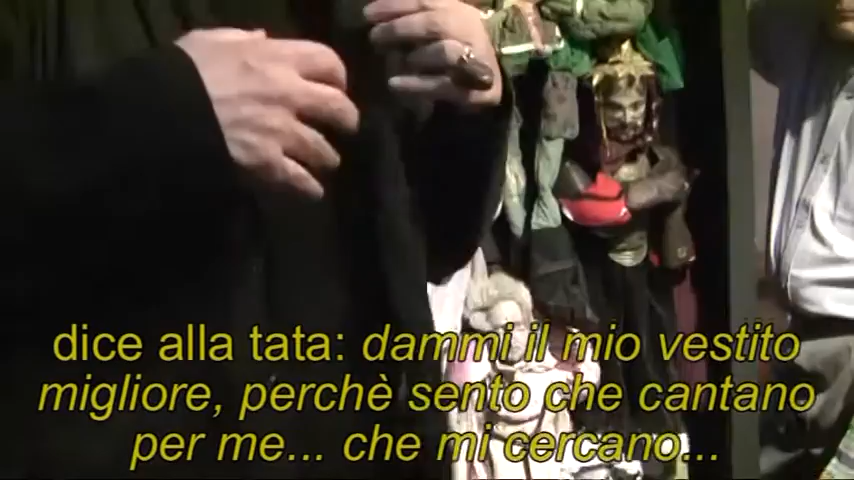 dice alla tata: dammi il mio vestito
migliore, perchè sento che cantano
per me... che mi cercano...